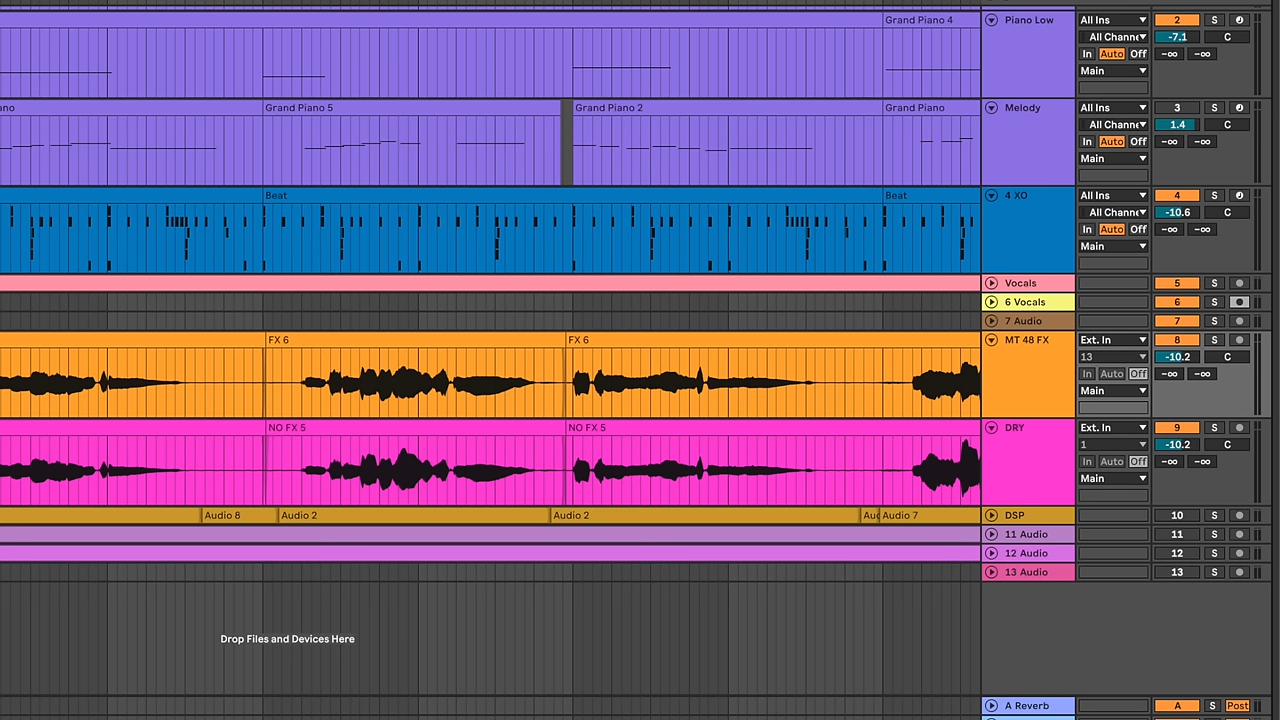 Grand Piano 4 Piano Low All Ins 2 S
All Channe -7.1 C
In Auto Off -∞ -∞
Main
ano Grand Piano 5 Grand Piano 2 Grand Piano Melody All Ins 3 S
All Channe 1.4 C
In Auto Off -∞ -∞
Main
Beat Beat 4 XO All Ins 4 S
All Channe -10.6 C
In Auto Off -∞ -∞
Main
Vocals 5 S
6 Vocals 6 S
7 Audio 7 S
FX 6 FX 6 MT 48 FX Ext. In 8 S
13 -10.2 C
In Auto Off -∞ -∞
Main
NO FX 5 NO FX 5 DRY Ext. In 9 S
1 -10.2 C
In Auto Off -∞ -∞
Main
Audio 8 Audio 2 Audio 2 Auc Audio 7 DSP 10 S
11 Audio 11 S
12 Audio 12 S
13 Audio 13 S
Drop Files and Devices Here
A Reverb A S Post